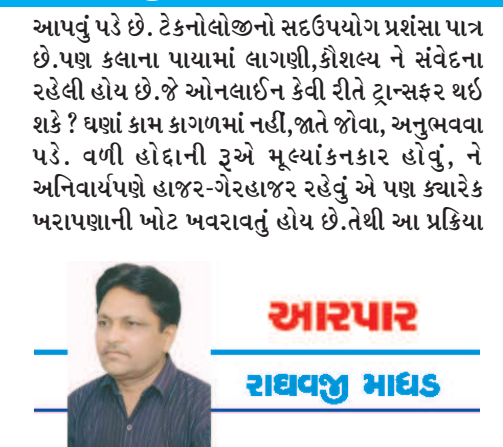 આપવું પડે છે. ટેકનોલોજીનો સદઉપયોગ પ્રશંસા પાત્ર
છે.પણ કલાના પાયામાં લાગણી,કૌશલ્ય ને સંવેદના
રહેલી હોય છે.જે ઓનલાઈન કેવી રીતે ટ્રાન્સફર થઇ
શકે ? ઘણાં કામ કાગળમાં નહીં,જાતે જોવા, અનુભવવા
પડે. વળી હોદ્દાની રૂએ મૂલ્યાંકનકાર હોવું, ને
અનિવાર્યપણે હાજર-ગેરહાજર રહેવું એ પણ ક્યારેક
ખરાપણાની ખોટ ખવરાવતું હોય છે.તેથી આ પ્રક્રિયા
આરપાર
રાઘવજી માધડ